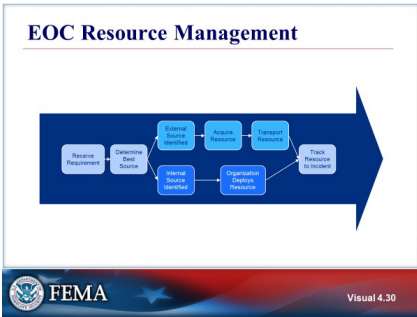 EOC Resource Management
Receive
Requirement
Determine
Best
Source
External
Source
Identified
Acquire
Resource
Transport
Resource
Internal
Source
Identified
Organization
Deploys
Resource
Track
Resource
to Incident
FEMA
Visual 4.30